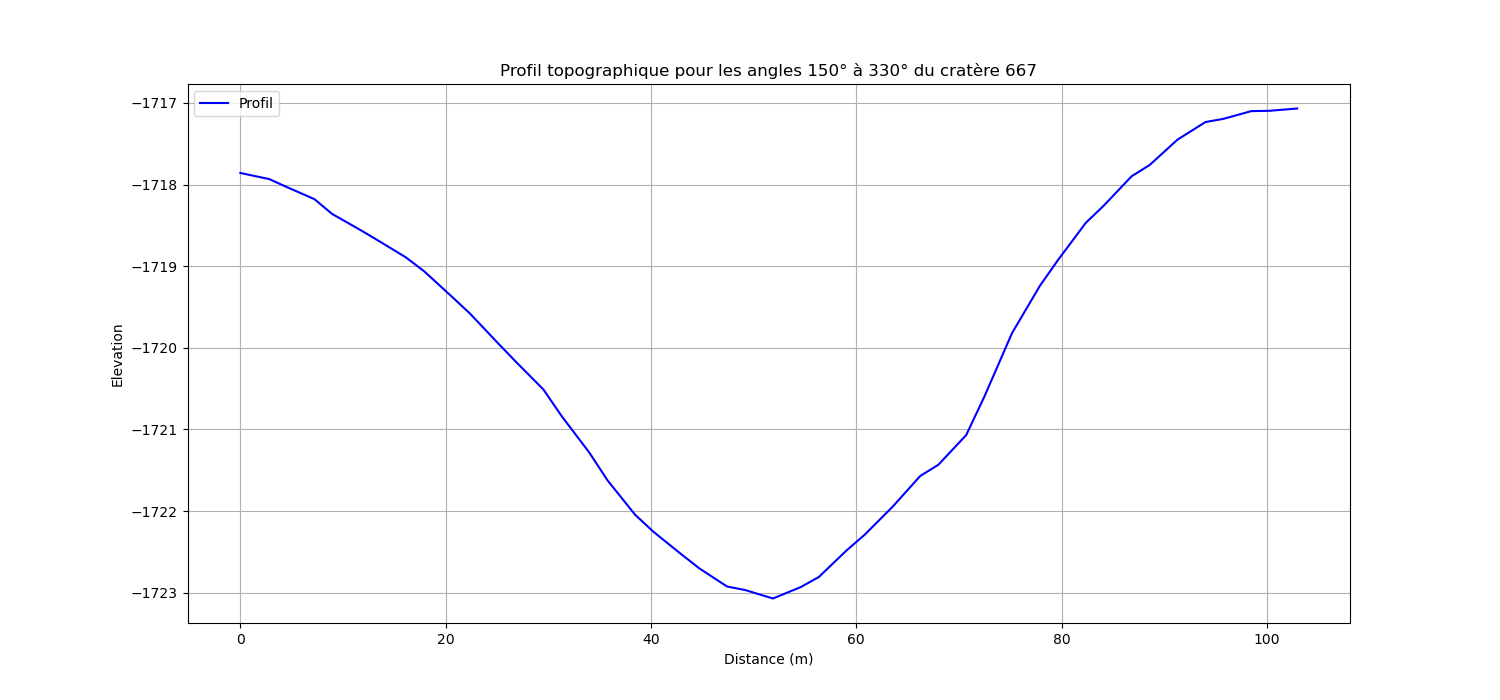 Profil topographique pour les angles 150° à 330° du cratère 667
Profil
−1717
−1718
−1719
−1720
−1721
−1722
−1723
Elevation
0 20 40 60 80 100
Distance (m)